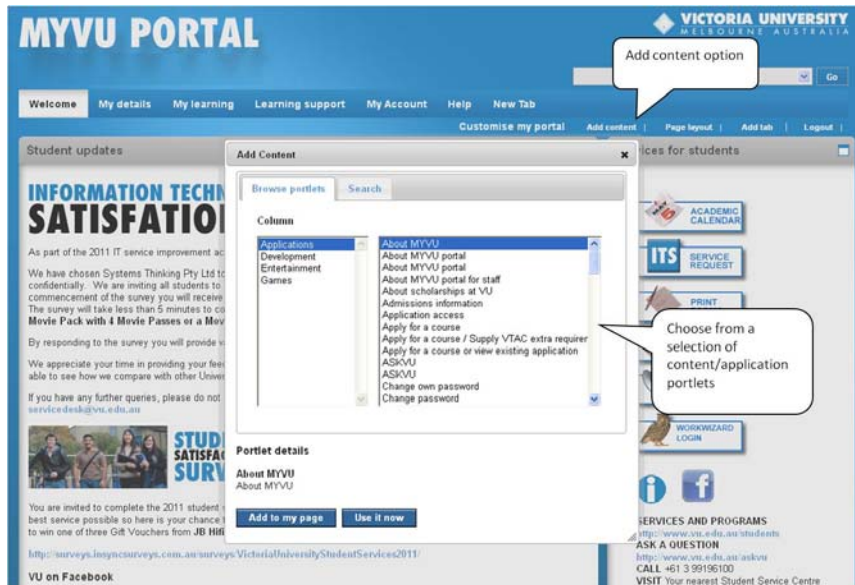 MYVU PORTAL
VICTORIA UNIVERSITY
MELBOURNE AUSTRALIA
Add content option
Go
Welcome My details My learning Learning support My Account Help New Tab
Customise my portal Add content | Page layout | Add tab | Logout |
Student updates
INFORMATION TECHN
SATISFATIO
As part of the 2011 IT service improvement ac
We have chosen Systems Thinking Pty Ltd to
confidentially. We are inviting all students to
commencement of the survey you will receive
The survey will take less than 5 minutes to co
Movie Pack with 4 Movie Passes or a Mov
By responding to the survey you will provide
We appreciate your time in providing your fee
able to see how we compare with other Univer
If you have any further queries, please do not
servicedesk@vu.edu.au
STUD
SATISFA
SURV
You are invited to complete the 2011 student
best service possible so here is your chance
to win one of three Gift Vouchers from JB Hifi
http://surveys.insyncsurveys.com.au/surveys/VictoriaUniversityStudentServices2011/
VU on Facebook
Add Content
Browse portlets Search
Column
Applications
Development
Entertainment
Games
About MYVU
About MYVU portal
About MYVU portal
About MYVU portal for staff
About scholarships at VU
Admissions information
Application access
Apply for a course
Apply for a course / Supply VTAC extra requirer
Apply for a course or view existing application
ASKVU
ASKVU
Change own password
Change password
Portlet details
About MYVU
About MYVU
Add to my page Use it now
ices for students
ACADEMIC
CALENDAR
ITS SERVICE
REQUEST
PRINT
Choose from a
selection of
content/application
portlets
WORKWIZARD
LOGIN
SERVICES AND PROGRAMS
http://www.vu.edu.au/students
ASK A QUESTION
http://www.vu.edu.au/askvu
CALL +61 3 99196100
VISIT Your nearest Student Service Centre